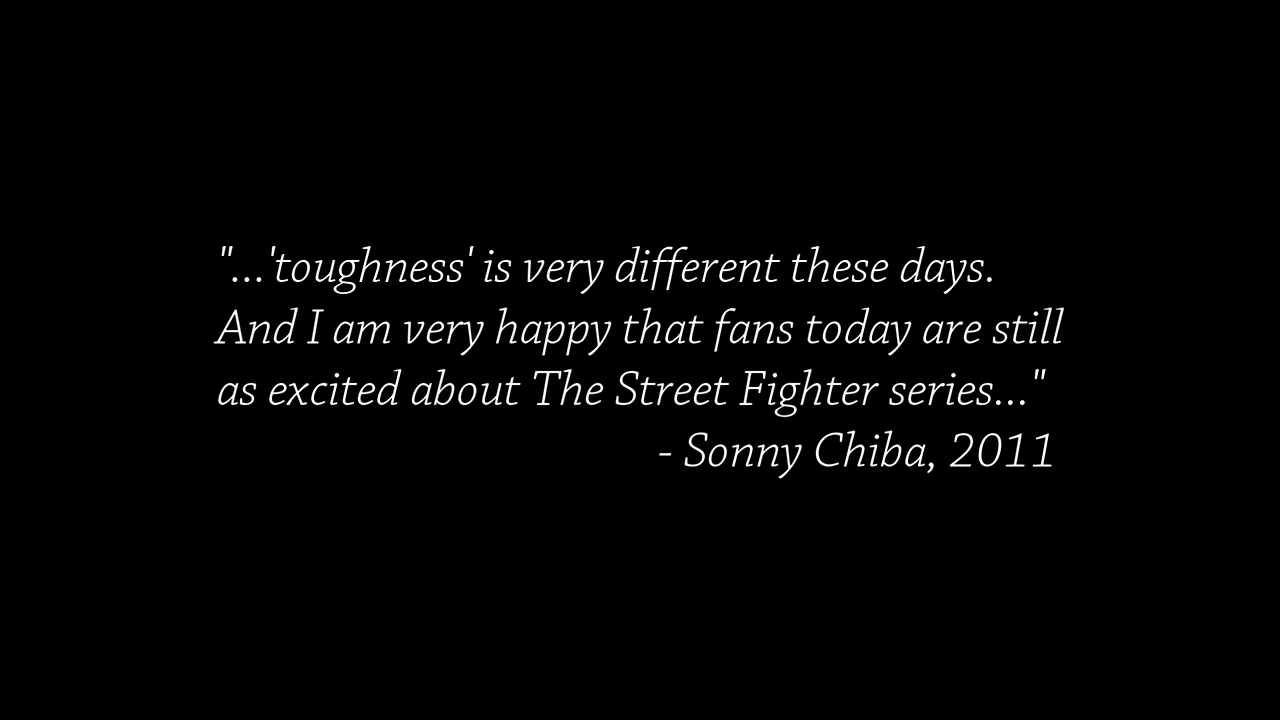 "...'toughness' is very different these days.
And I am very happy that fans today are still
as excited about The Street Fighter series..."
- Sonny Chiba, 2011